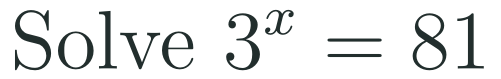 Solve 3^x = 81